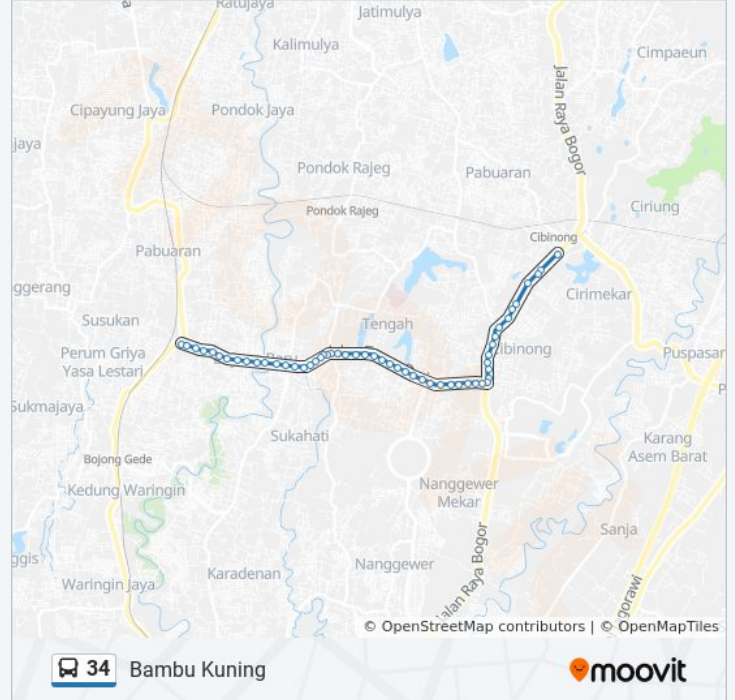 Ratujaya
Jatimulya
Kalimulya
Cimpaeun
Cipayung Jaya
Pondok Jaya
Jalan Raya Bogor
jaya
Pondok Rajeg
Pabuaran
Pondok Rajeg
Ciriung
Cibinong
Pabuaran
ggerang
Cirimekar
Susukan
Tengah
Perum Griya
Yasa Lestari
Cibinong
Puspasar
Sukmajaya
Sukahati
Karang
Asem Barat
Bojong Gede
Kedung Waringin
Nanggewer
Mekar
Sanja
Jalan Raya Bogor
ggis
Waringin Jaya
Karadenan
Nanggewer
gorawi
© OpenStreetMap contributors | © OpenMapTiles
34 Bambu Kuning
moovit